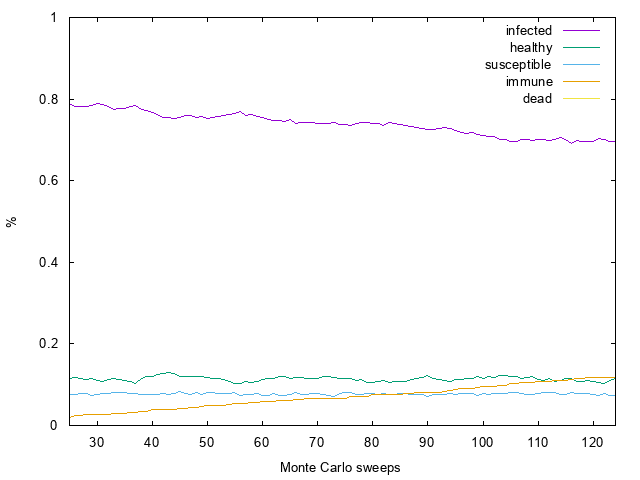 1
0.8
0.6
0.4
0.2
0
%
infected
healthy
susceptible
immune
dead
30 40 50 60 70 80 90 100 110 120
Monte Carlo sweeps